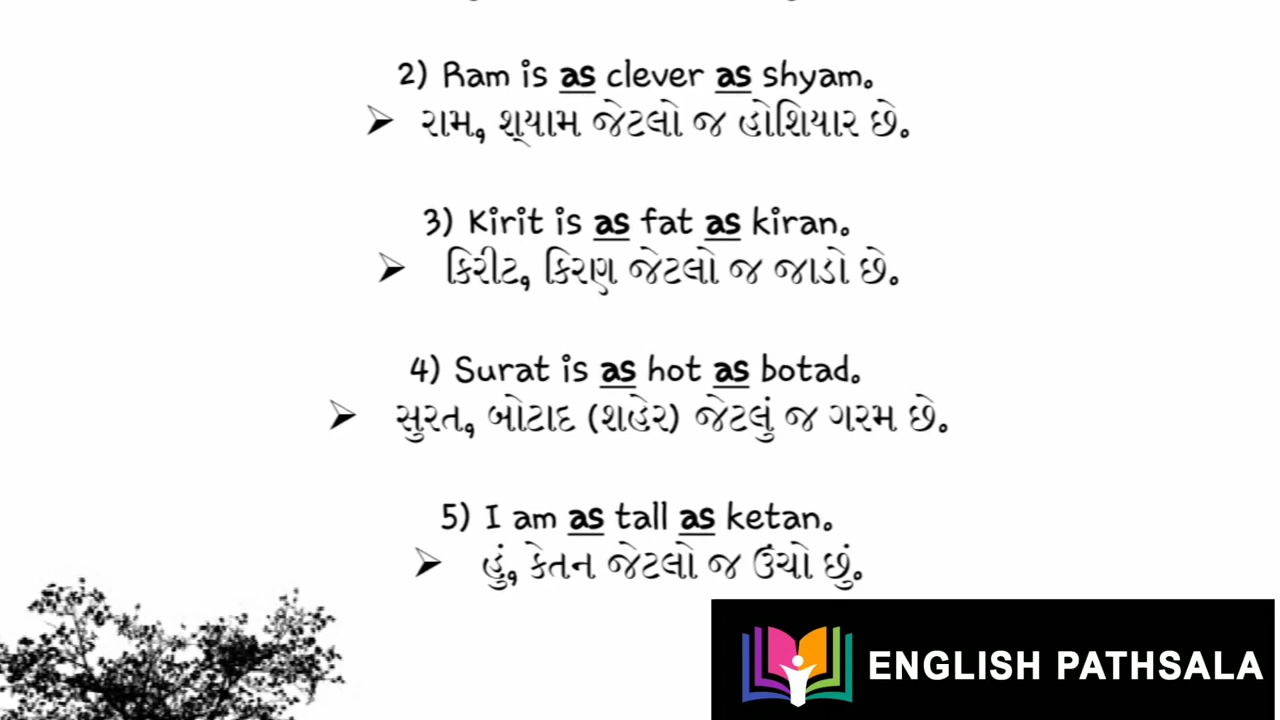 2) Ram is as clever as shyam.
➢ રામ, શ્યામ જેટલો જ હોશિયાર છે.
3) Kirit is as fat as kiran.
➢ કિરીટ, કિરણ જેટલો જ જાડો છે.
4) Surat is as hot as botad.
➢ સુરત, બોટાદ (શહેર) જેટલું જ ગરમ છે.
5) I am as tall as ketan.
➢ હું, કેતન જેટલો જ ઉંચો છું.
ENGLISH PATHSALA